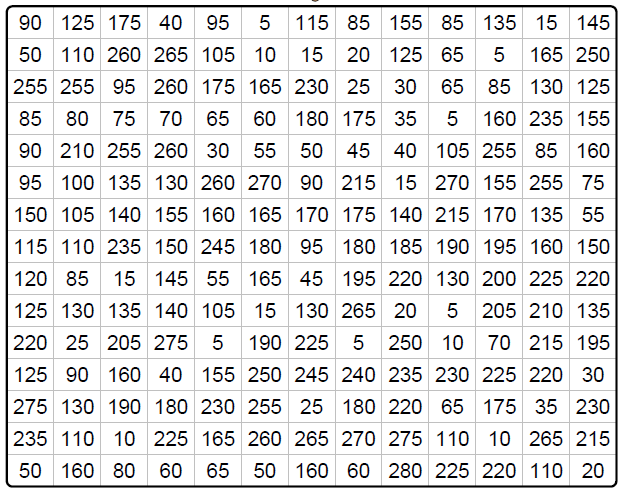 90 125 175 40 95 5 115 85 155 85 135 15 145
50 110 260 265 105 10 15 20 125 65 5 165 250
255 255 95 260 175 165 230 25 30 65 85 130 125
85 80 75 70 65 60 180 175 35 5 160 235 155
90 210 255 260 30 55 50 45 40 105 255 85 160
95 100 135 130 260 270 90 215 15 270 155 255 75
150 105 140 155 160 165 170 175 140 215 170 135 55
115 110 235 150 245 180 95 180 185 190 195 160 150
120 85 15 145 55 165 45 195 220 130 200 225 220
125 130 135 140 105 15 130 265 20 5 205 210 135
220 25 205 275 5 190 225 5 250 10 70 215 195
125 90 160 40 155 250 245 240 235 230 225 220 30
275 130 190 180 230 255 25 180 220 65 175 35 230
235 110 10 225 165 260 265 270 275 110 10 265 215
50 160 80 60 65 50 160 60 280 225 220 110 20